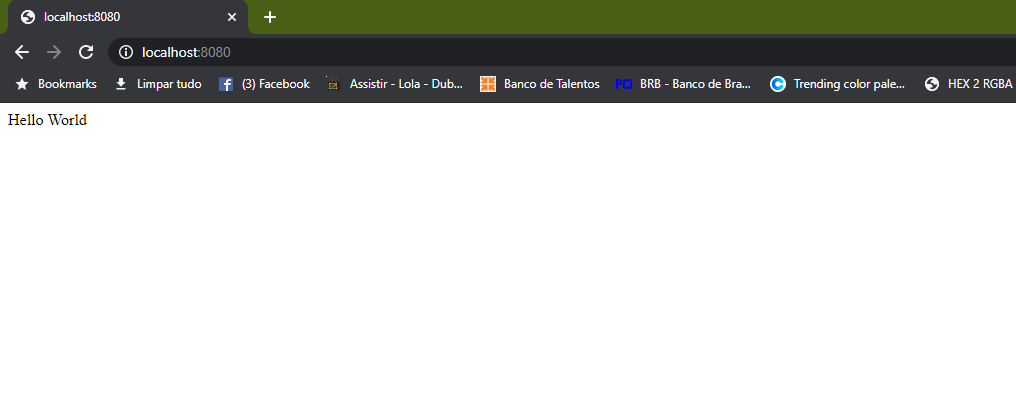 localhost:8080
localhost:8080
Bookmarks Limpar tudo (3) Facebook Assistir - Lola - Dub... Banco de Talentos PCi BRB - Banco de Bra... Trending color pale... HEX 2 RGBA
Hello World